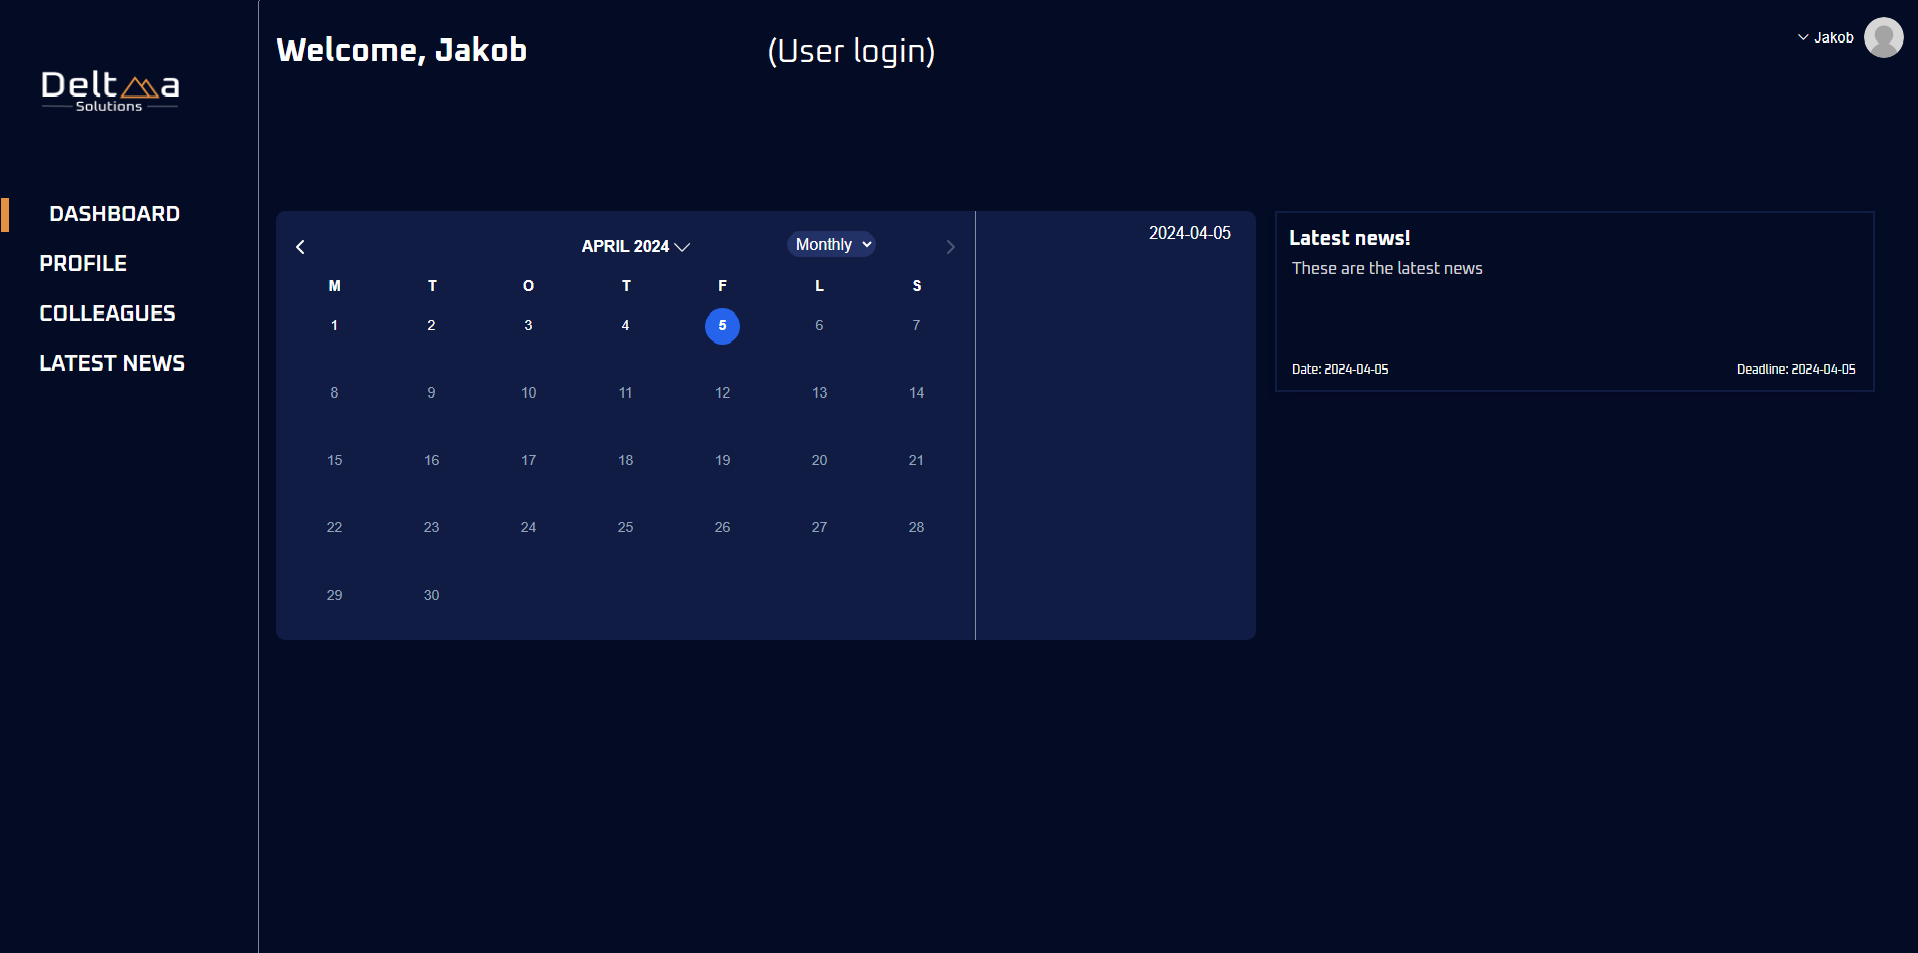 Welcome, Jakob
(User login)
Jakob
Delta
Solutions
DASHBOARD
PROFILE
COLLEAGUES
LATEST NEWS
APRIL 2024
Monthly
M T O T F L S
1 2 3 4 5 6 7
8 9 10 11 12 13 14
15 16 17 18 19 20 21
22 23 24 25 26 27 28
29 30
2024-04-05
Latest news!
These are the latest news
Date: 2024-04-05
Deadline: 2024-04-05